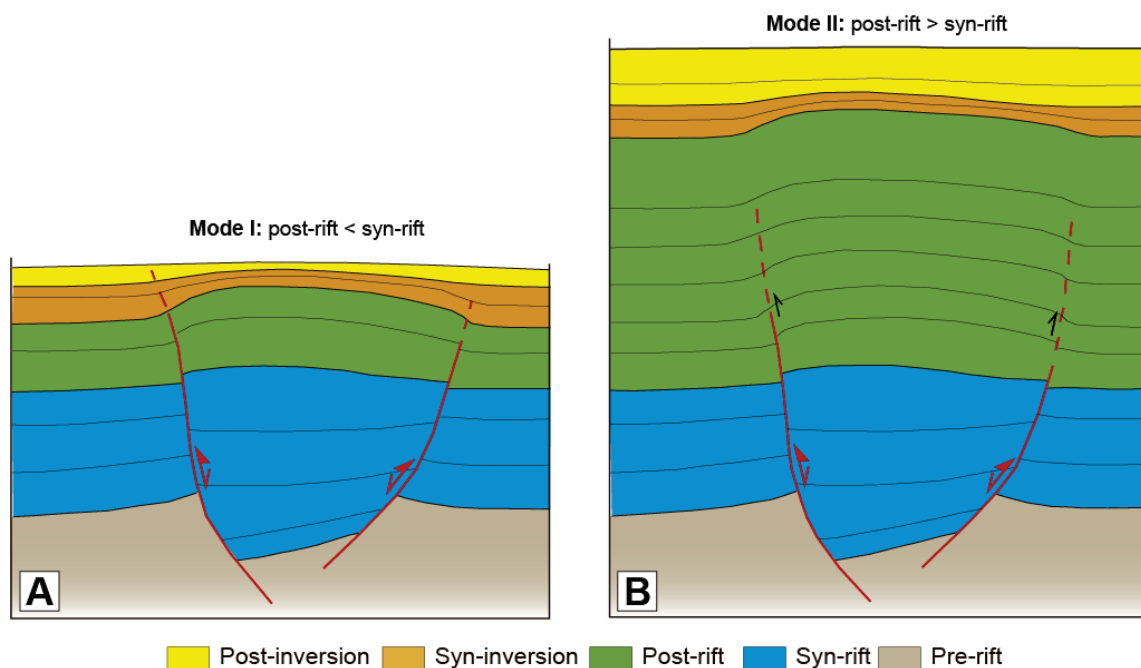 Mode II: post-rift > syn-rift
Mode I: post-rift < syn-rift
A
B
Post-inversion
Syn-inversion
Post-rift
Syn-rift
Pre-rift